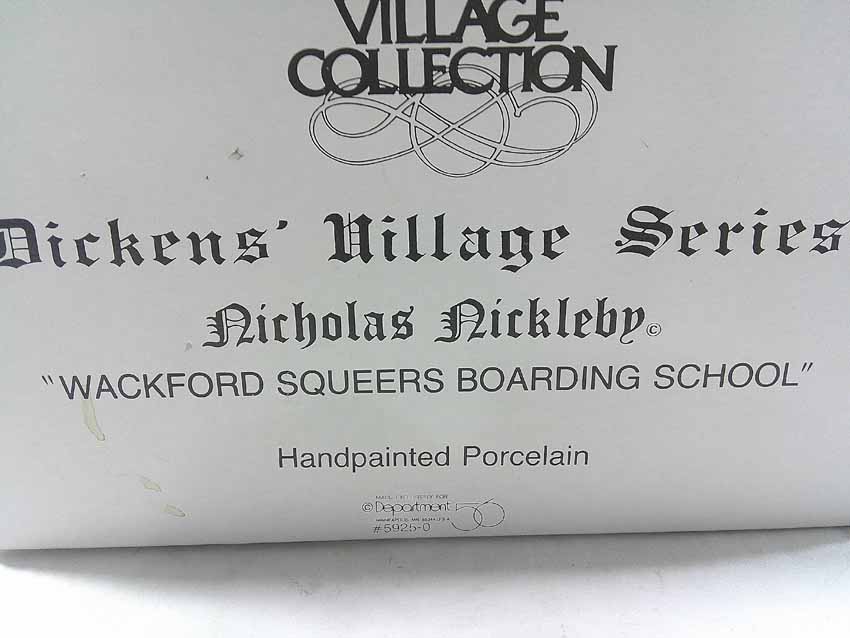 VILLAGE
COLLECTION
Dickens' Village Series
Nicholas Nickleby©
"WACKFORD SQUEERS BOARDING SCHOOL"
Handpainted Porcelain
© Department 56
#5925-0